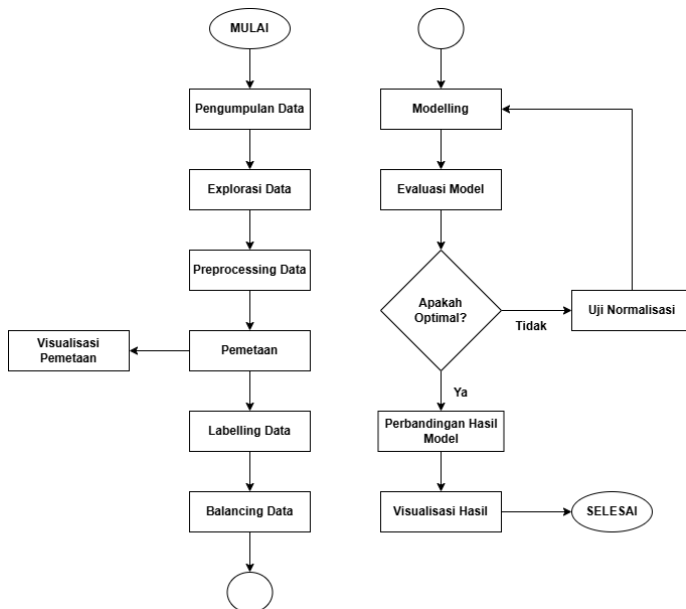 MULAI
Pengumpulan Data
Explorasi Data
Preprocessing Data
Pemetaan
Visualisasi
Pemetaan
Labelling Data
Balancing Data
Modelling
Evaluasi Model
Apakah
Optimal?
Tidak
Uji Normalisasi
Ya
Perbandingan Hasil
Model
Visualisasi Hasil
SELESAI